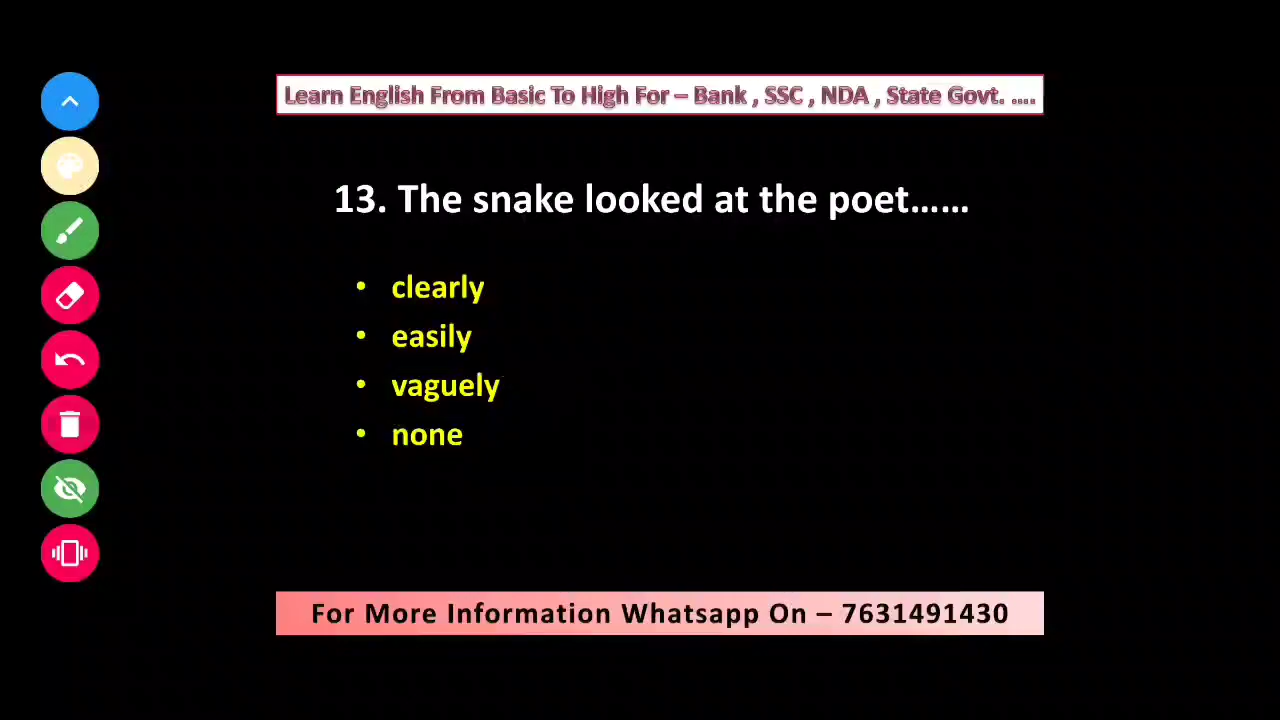 Learn English From Basic To High For – Bank , SSC , NDA , State Govt. ....
13. The snake looked at the poet......
• clearly
• easily
• vaguely
• none
For More Information Whatsapp On – 7631491430